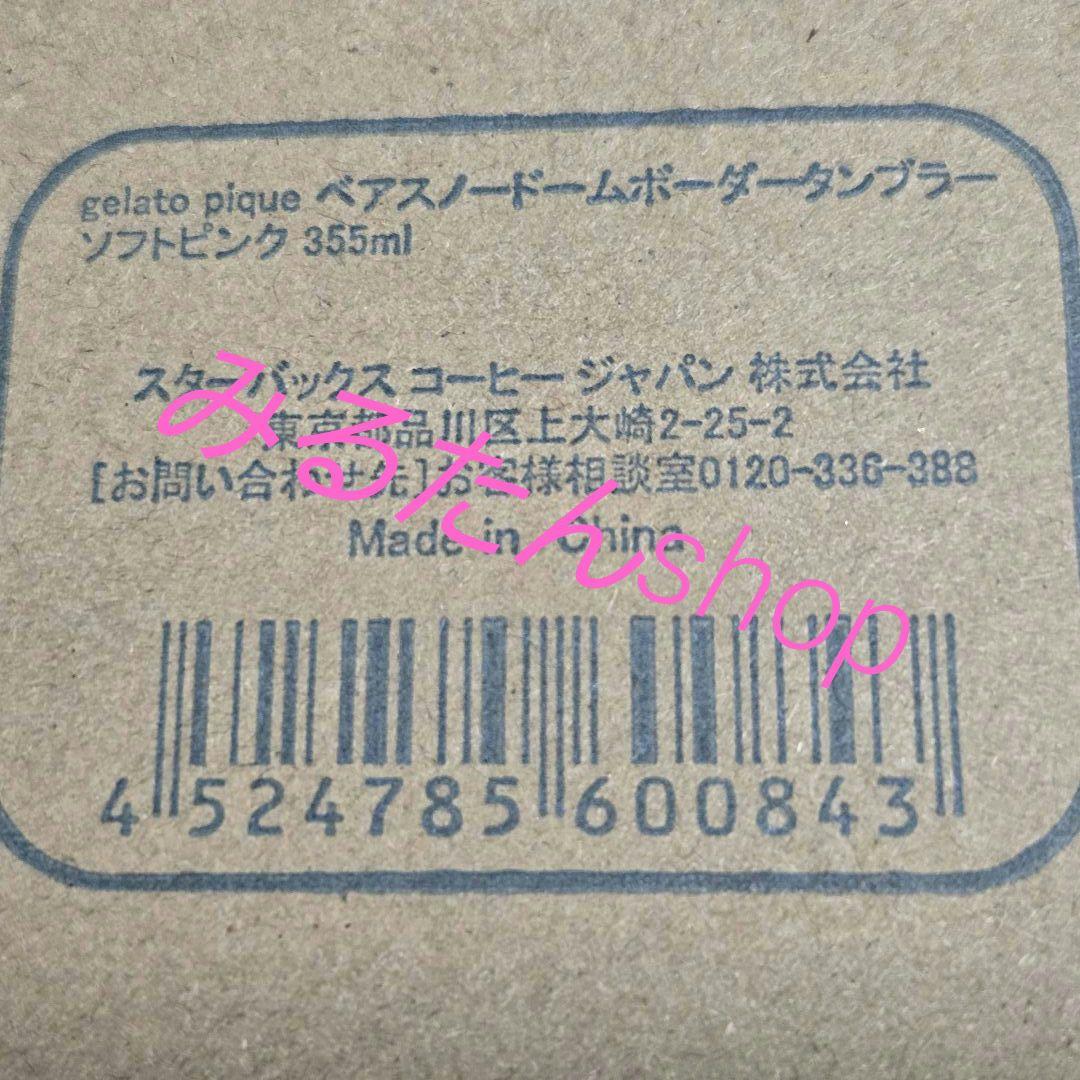 gelato pique ベアスノードームボーダータンブラー
ソフトピンク 355ml
スターバックス コーヒー ジャパン 株式会社
東京都品川区上大崎2-25-2
[お問い合わせ先]お客様相談室0120-336-388
Made in China
みるたんshop
4 524785 600843